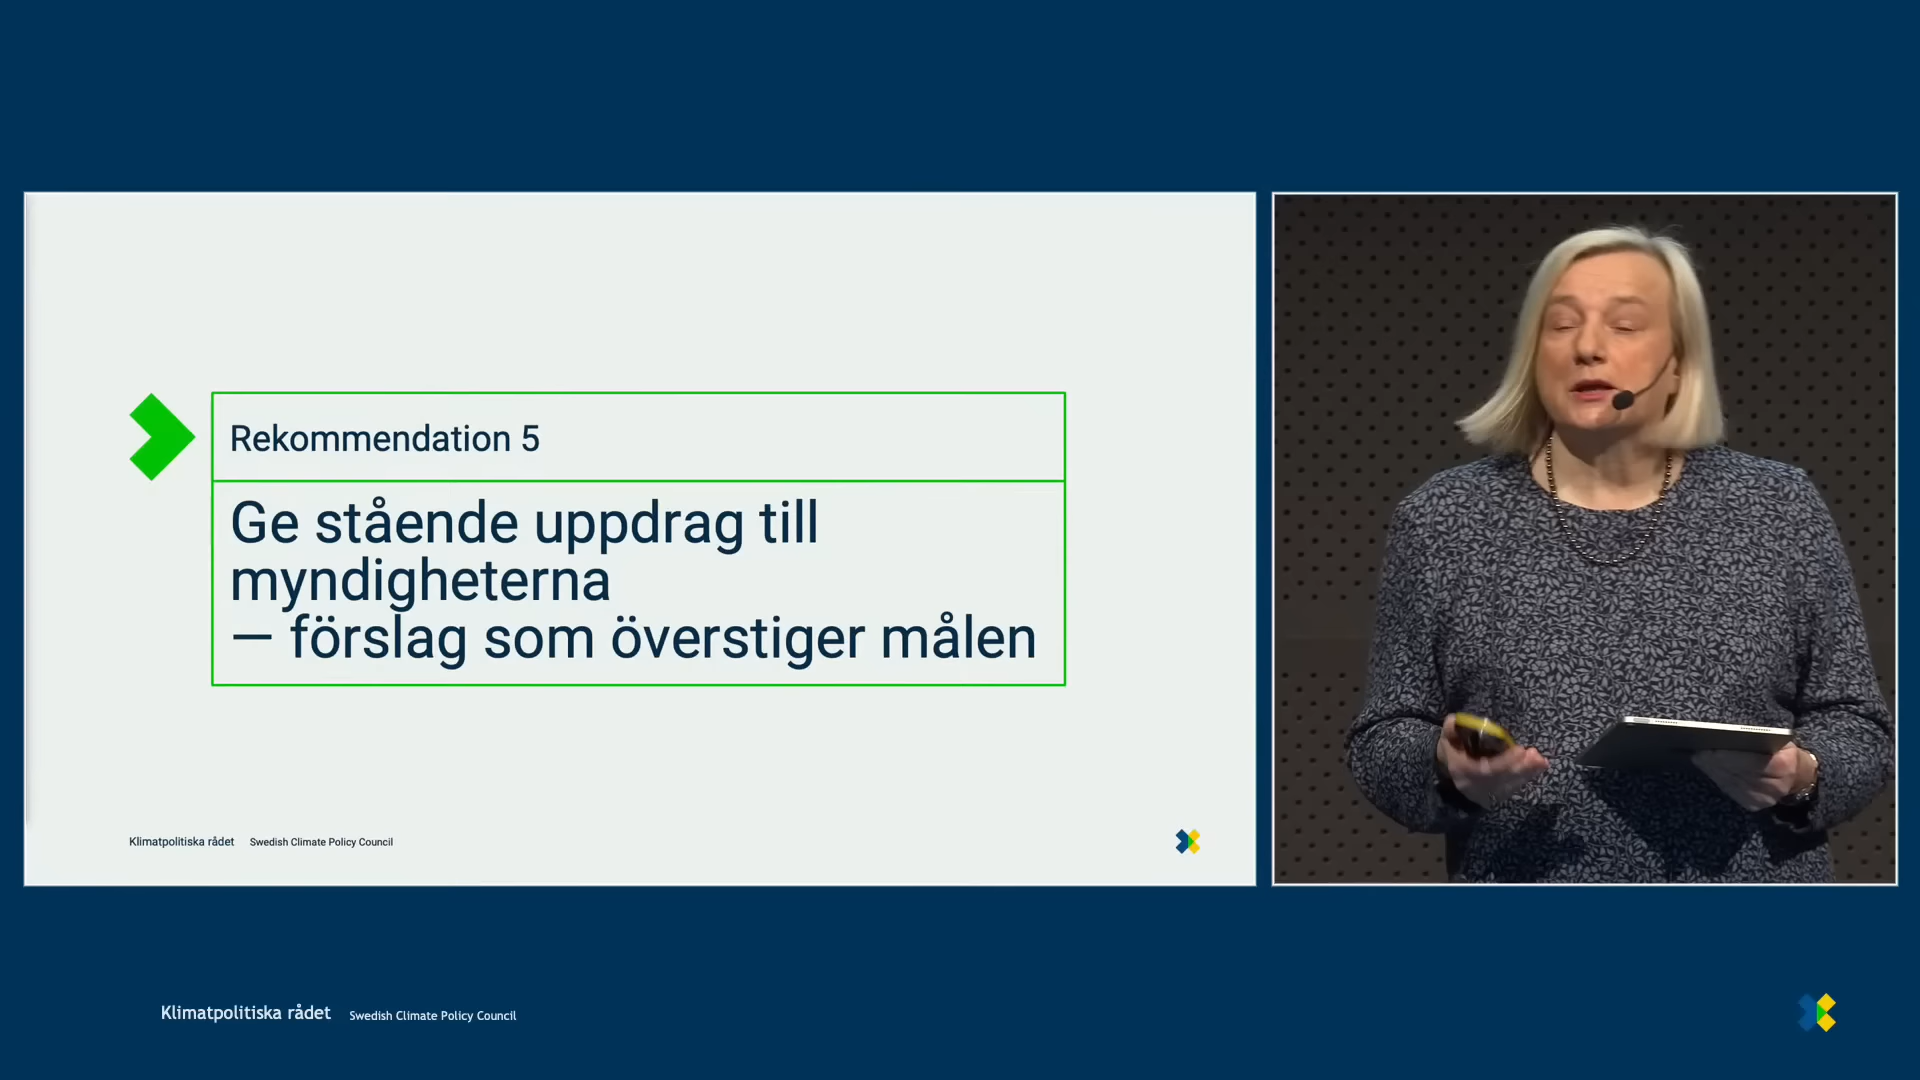 Rekommendation 5
Ge stående uppdrag till
myndigheterna
— förslag som överstiger målen
Klimatpolitiska rådet Swedish Climate Policy Council
Klimatpolitiska rådet Swedish Climate Policy Council